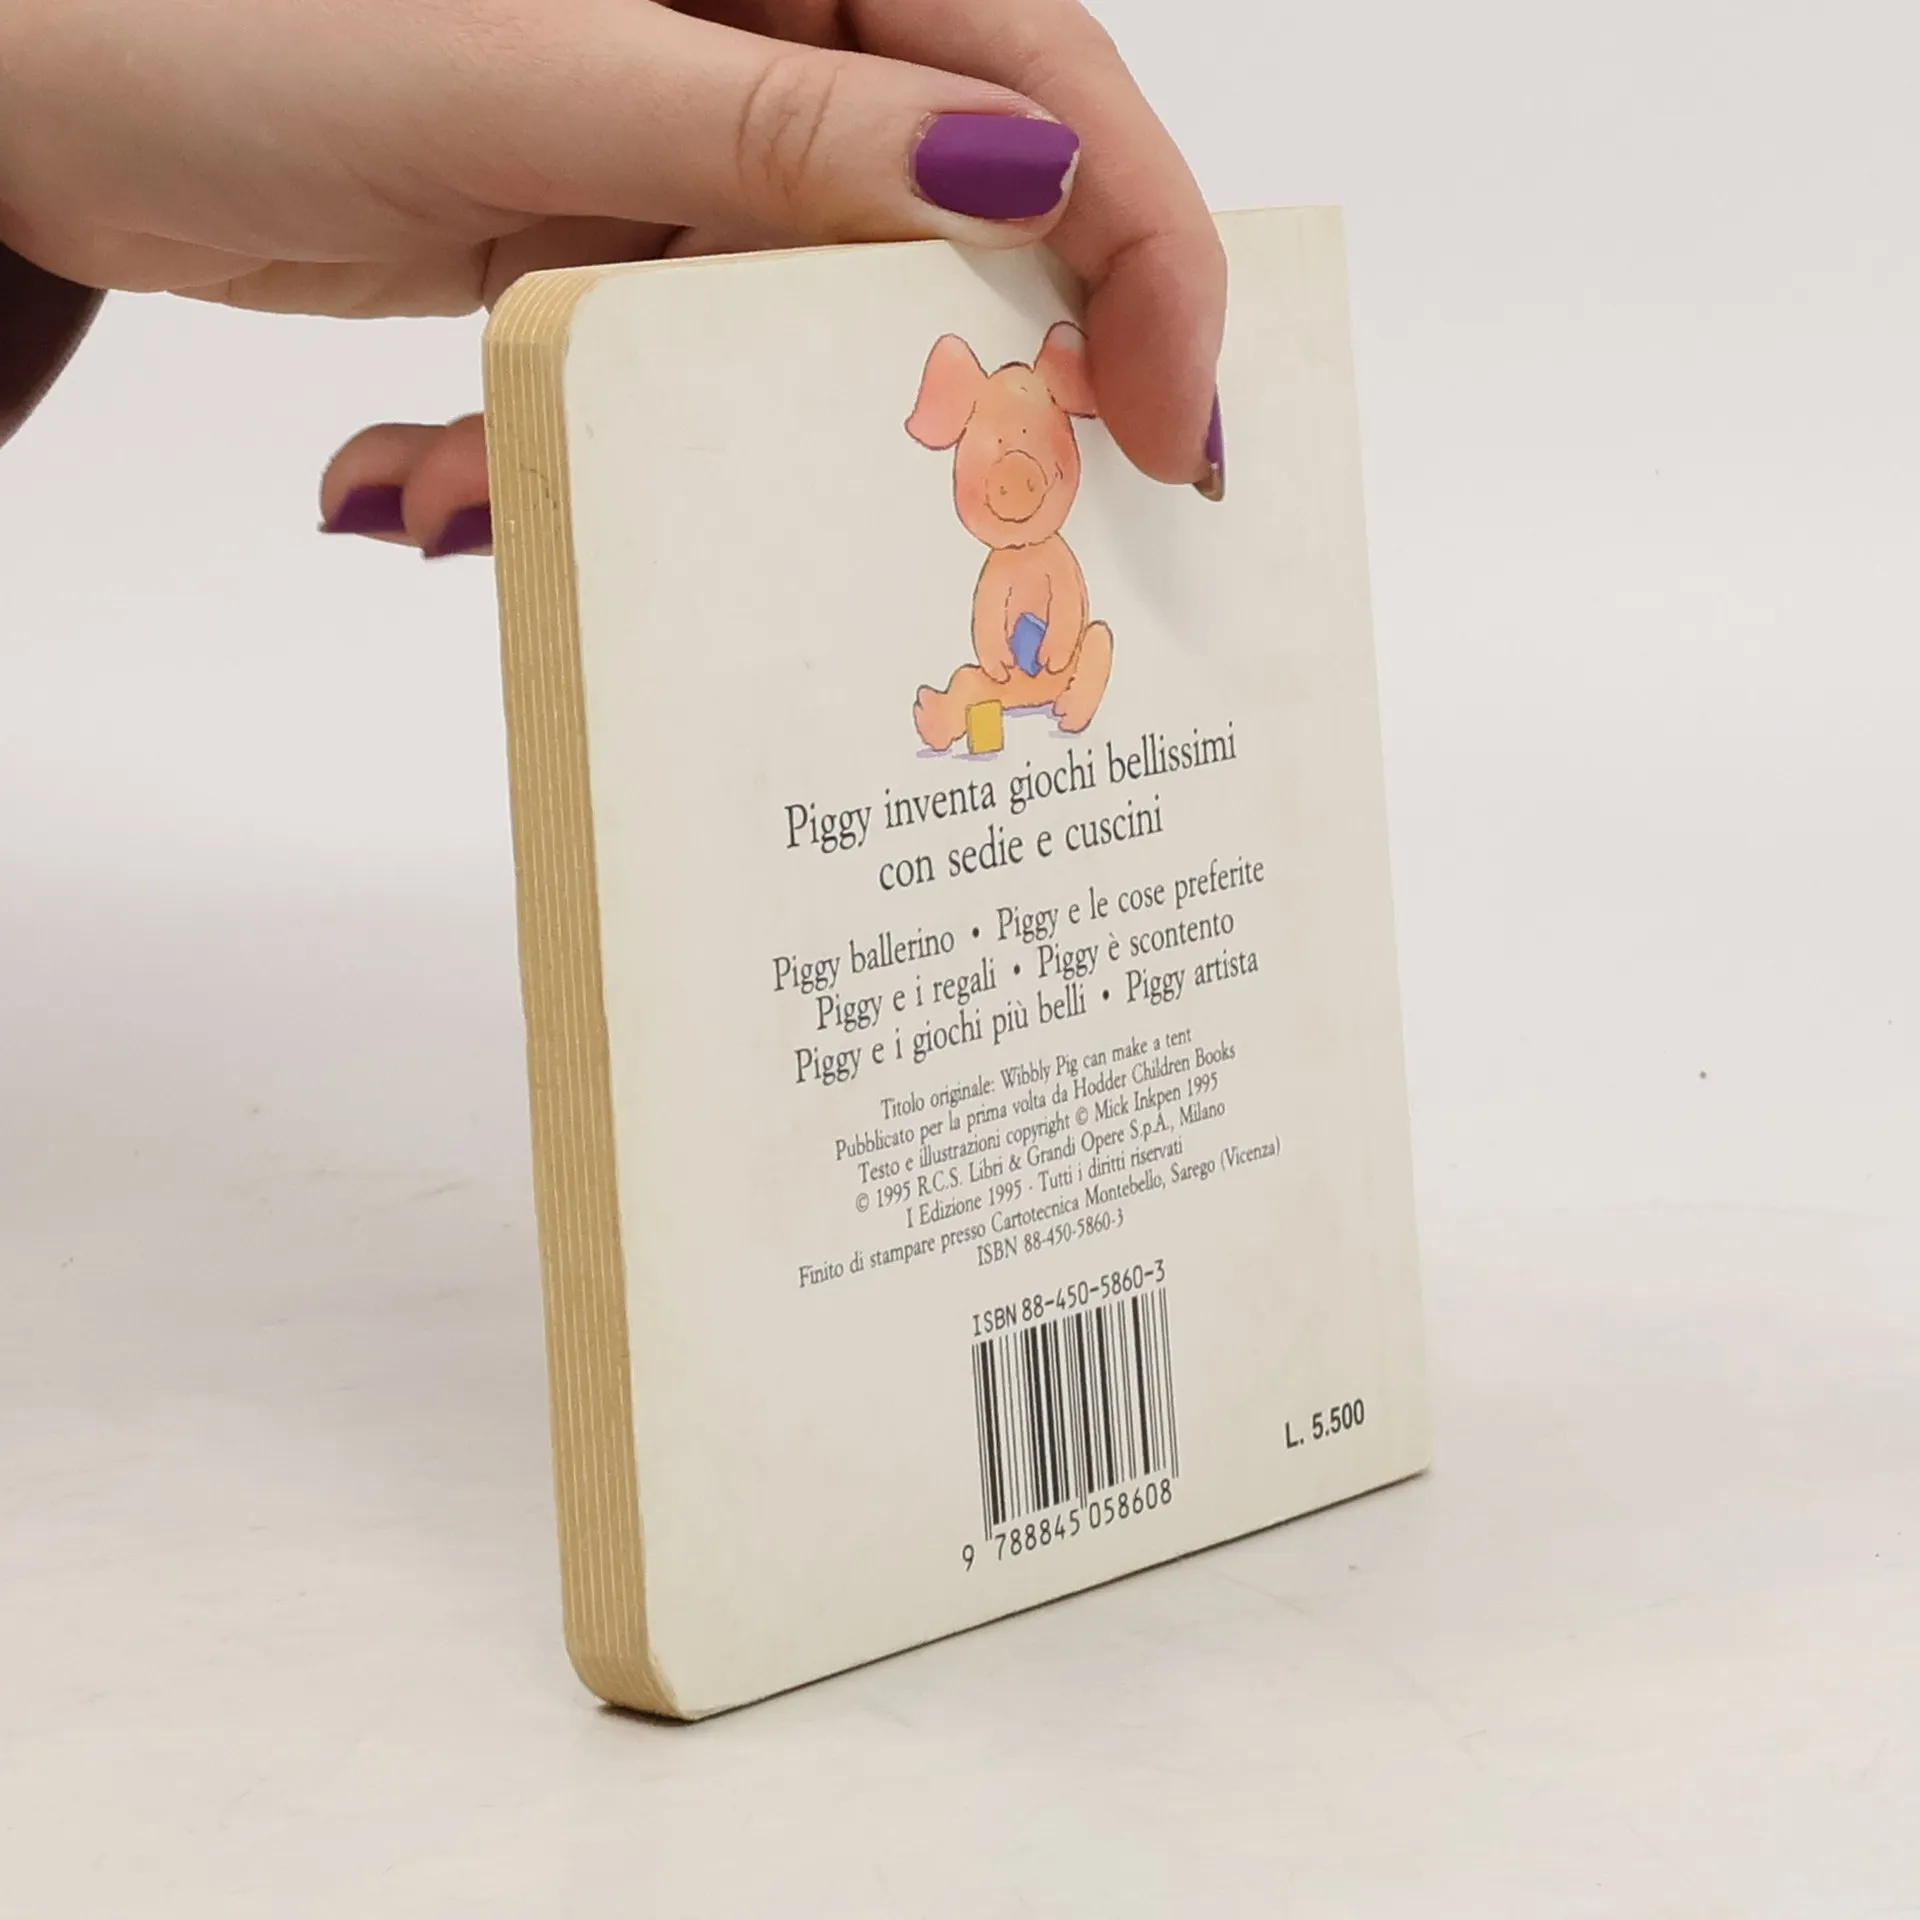 Piggy inventa giochi bellissimi
con sedie e cuscini
Piggy ballerino • Piggy e le cose preferite
Piggy e i regali • Piggy è scontento
Piggy e i giochi più belli • Piggy artista
Titolo originale: Wibbly Pig can make a tent
Pubblicato per la prima volta da Hodder Children Books
Testo e illustrazioni copyright © Mick Inkpen 1995
© 1995 R.C.S. Libri & Grandi Opere S.p.A., Milano
I Edizione 1995 - Tutti i diritti riservati
Finito di stampare presso Cartotecnica Montebello, Sarego (Vicenza)
ISBN 88-450-5860-3
ISBN 88-450-5860-3
9 788845 058608
L. 5.500